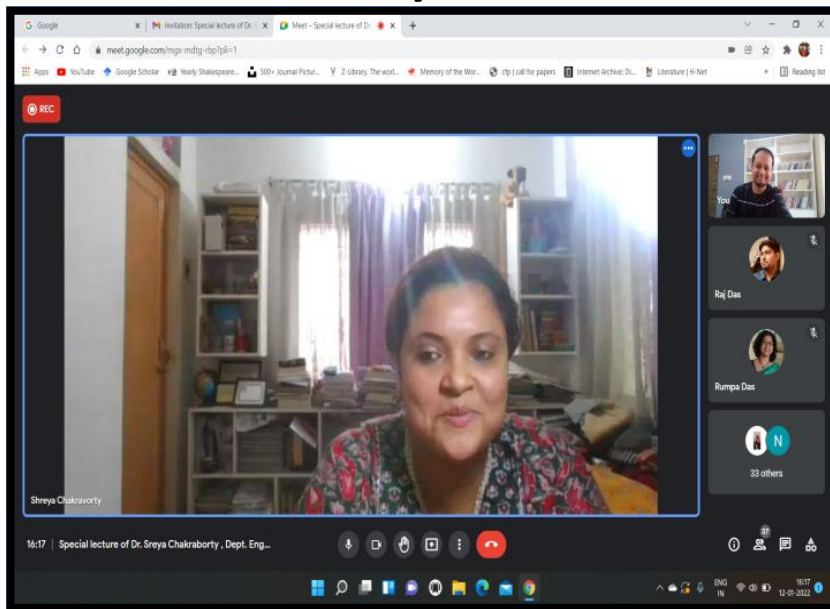 Google
Invitation: Special lecture of Dr. S
Meet – Special lecture of Dr.
meet.google.com/mgv-mdtg-rbp?pli=1
Apps
YouTube
Google Scholar
Yearly Shakespeare...
500+ Journal Pictur...
Z-Library. The worl...
Memory of the Wor...
cfp | call for papers
Internet Archive: Di...
Literature | H-Net
Reading list
REC
You
Raj Das
Rumpa Das
N
33 others
Shreya Chakravorty
16:17 | Special lecture of Dr. Sreya Chakraborty , Dept. Eng...
37
ENG
IN
16:17
12-01-2022